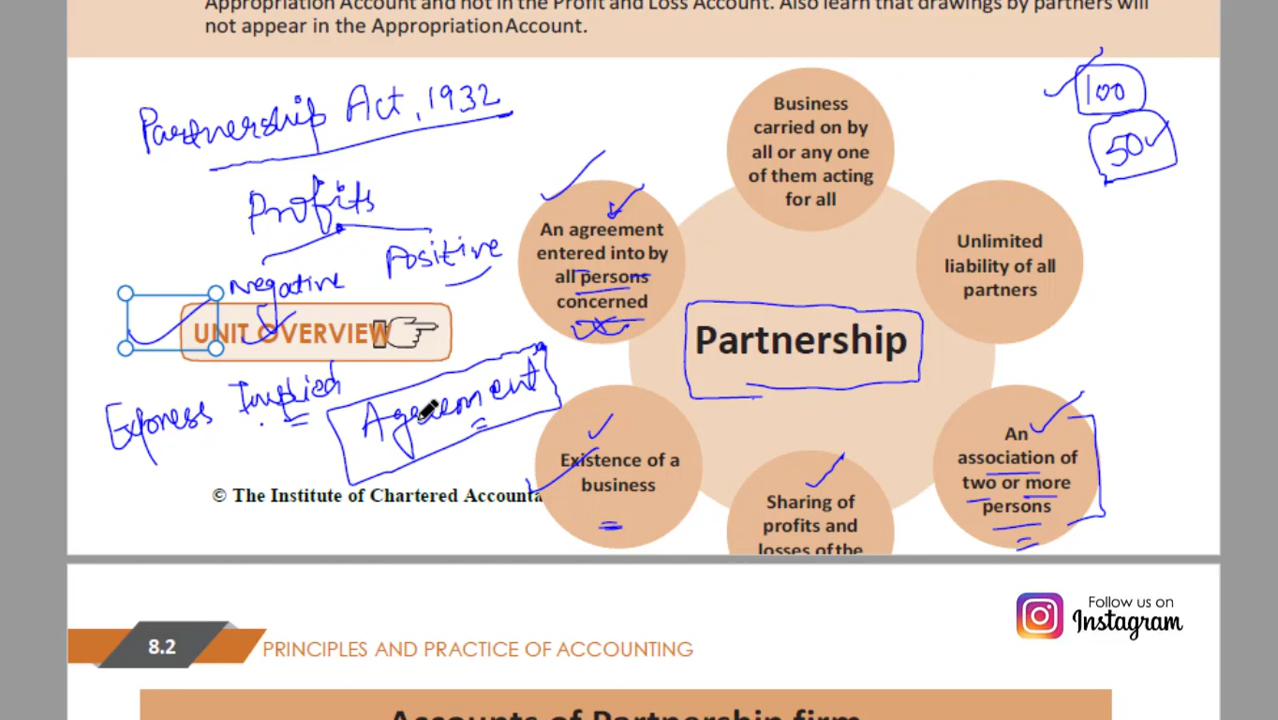 Appropriation Account and not in the Profit and Loss Account. Also learn that drawings by partners will
not appear in the Appropriation Account.
Partnership Act, 1932
Profits
Negative
Positive
UNIT OVERVIEW
Express Implied
Agreement
© The Institute of Chartered Accounta
100
50
Business
carried on by
all or any one
of them acting
for all
An agreement
entered into by
all persons
concerned
Unlimited
liability of all
partners
Partnership
Existence of a
business
Sharing of
profits and
losses of the
An
association of
two or more
persons
Follow us on
Instagram
8.2
PRINCIPLES AND PRACTICE OF ACCOUNTING
Accounts of Partnership firm